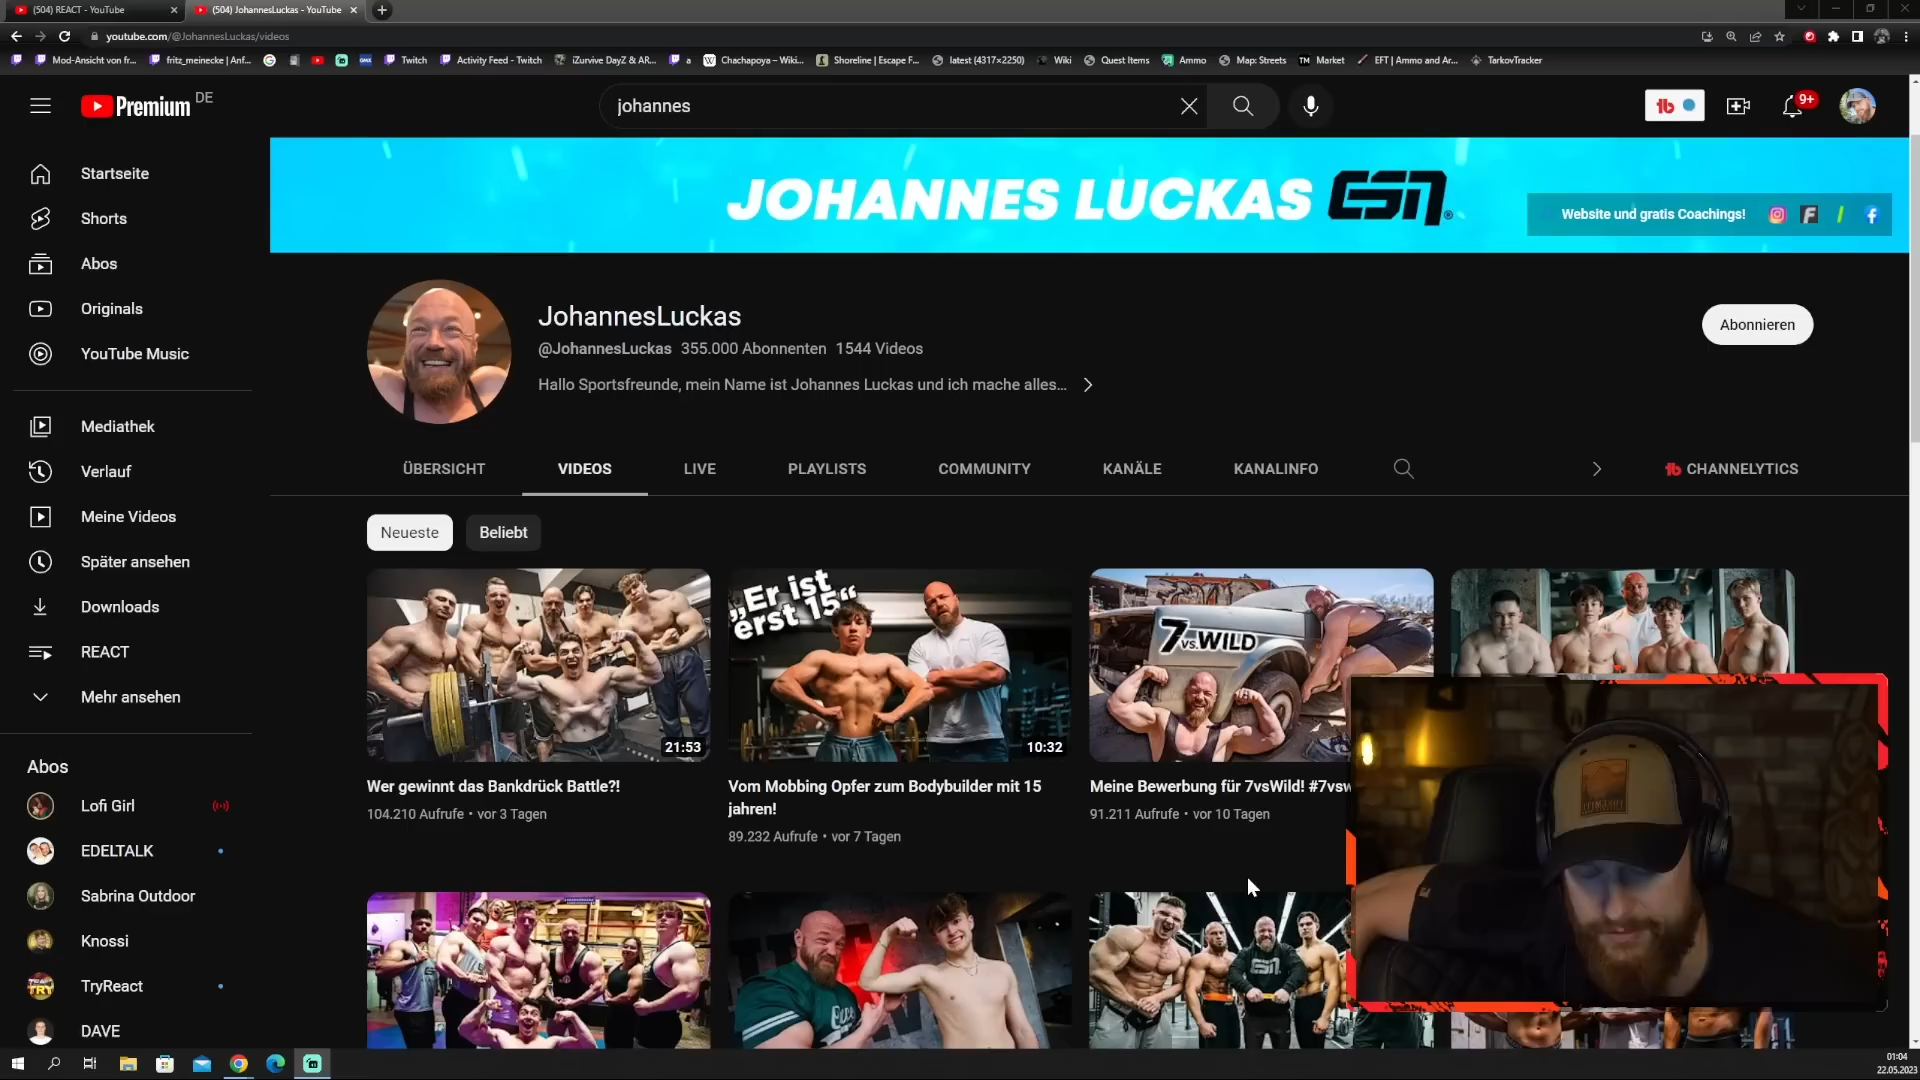 (504) REACT - YouTube
(504) JohannesLuckas - YouTube
youtube.com/@JohannesLuckas/videos
Mod-Ansicht von fr...
fritz_meinecke | Anf...
GMX
Twitch
Activity Feed - Twitch
iZurvive DayZ & AR...
a
W Chachapoya – Wiki...
Shoreline | Escape F...
latest (4317×2250)
Wiki
Quest Items
Ammo
Map: Streets
TM Market
EFT | Ammo and Ar...
TarkovTracker
Premium DE
johannes
9+
Startseite
Shorts
Abos
Originals
YouTube Music
Mediathek
Verlauf
Meine Videos
Später ansehen
Downloads
REACT
Mehr ansehen
Abos
Lofi Girl
EDELTALK
Sabrina Outdoor
Knossi
TryReact
DAVE
JOHANNES LUCKAS ESN
Website und gratis Coachings!
JohannesLuckas
@JohannesLuckas 355.000 Abonnenten 1544 Videos
Hallo Sportsfreunde, mein Name ist Johannes Luckas und ich mache alles...
Abonnieren
ÜBERSICHT
VIDEOS
LIVE
PLAYLISTS
COMMUNITY
KANÄLE
KANALINFO
CHANNELYTICS
Neueste
Beliebt
21:53
Wer gewinnt das Bankdrück Battle?!
104.210 Aufrufe • vor 3 Tagen
„Er ist
erst 15“
10:32
Vom Mobbing Opfer zum Bodybuilder mit 15
jahren!
89.232 Aufrufe • vor 7 Tagen
7 VS. WILD
Meine Bewerbung für 7vsWild! #7vsw
91.211 Aufrufe • vor 10 Tagen
ESN
01:04
22.05.2023